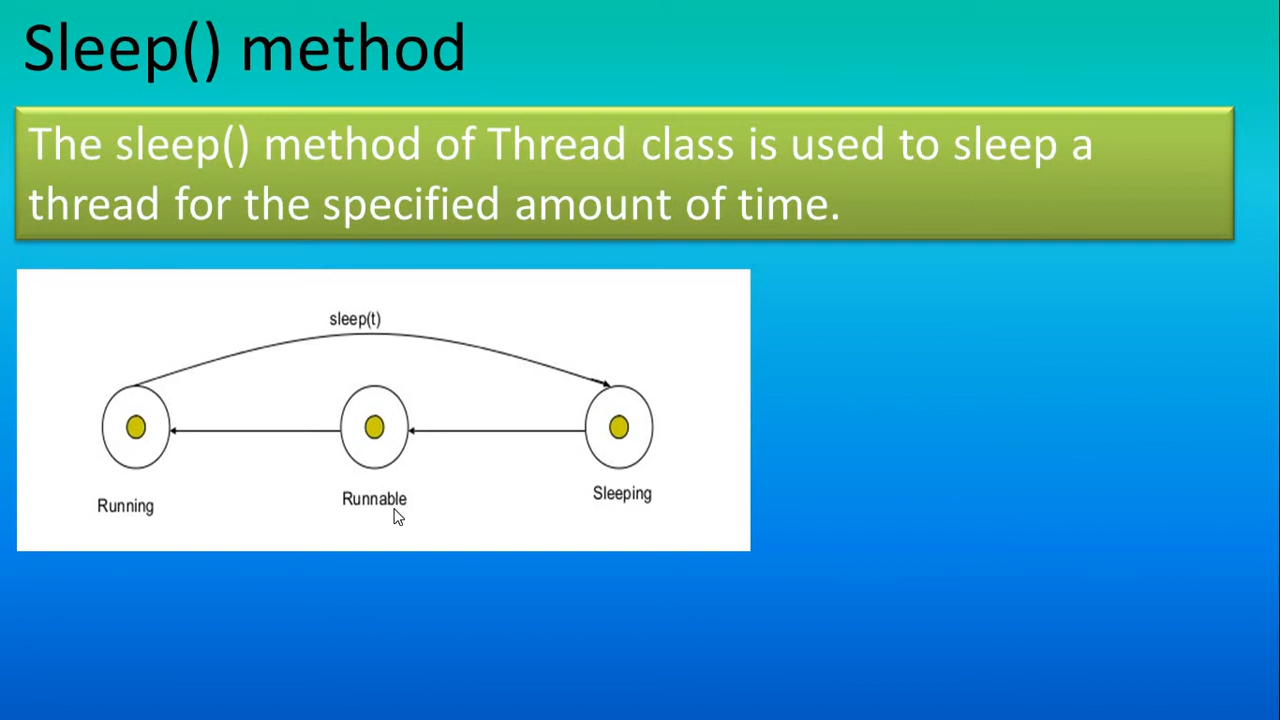 Sleep() method
The sleep() method of Thread class is used to sleep a
thread for the specified amount of time.
sleep(t)
Running
Runnable
Sleeping